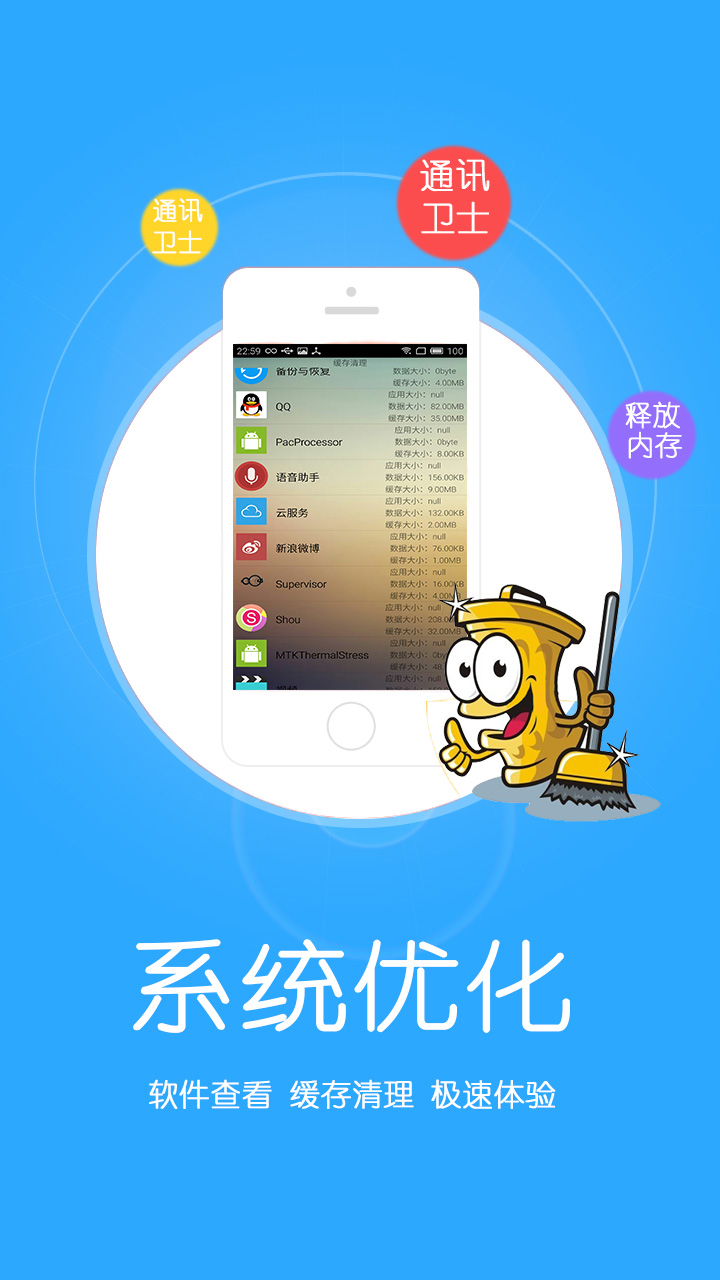 通讯
卫士
通讯
卫士
释放
内存
22:59
100
缓存清理
备份与恢复
数据大小：0byte
缓存大小：4.00MB
QQ
应用大小：null
数据大小：82.00MB
缓存大小：35.00MB
PacProcessor
应用大小：null
数据大小：0byte
缓存大小：8.00KB
语音助手
应用大小：null
数据大小：156.00KB
缓存大小：9.00MB
云服务
应用大小：null
数据大小：132.00KB
缓存大小：2.00MB
新浪微博
应用大小：null
数据大小：76.00KB
缓存大小：1.00MB
Supervisor
应用大小：null
数据大小：16.00KB
缓存大小：4.00
Shou
应用大小：null
数据大小：208.00
缓存大小：32.00MB
MTKThermalStress
应用大小：null
数据大小：0by
缓存大小：48
应用大小：null
系统优化
软件查看 缓存清理 极速体验